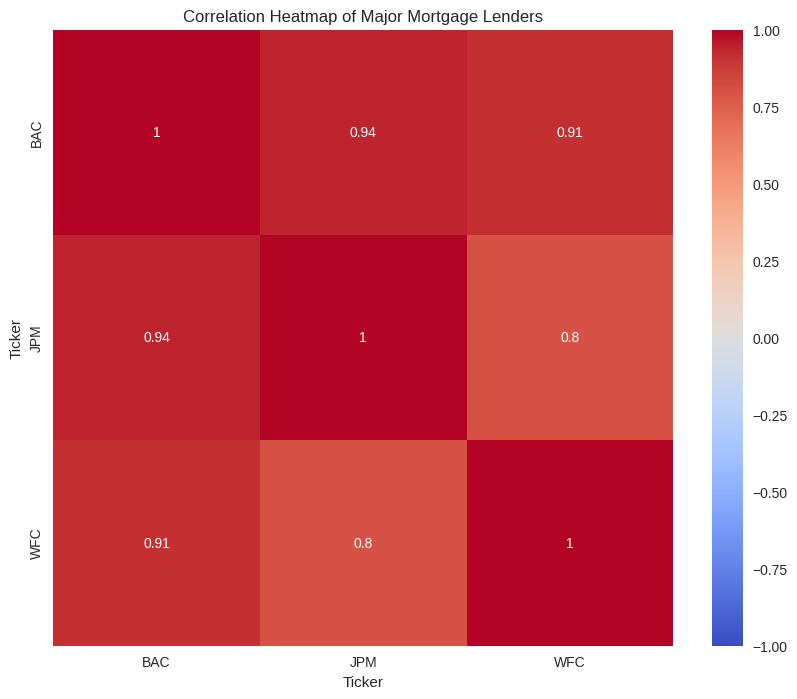 Correlation Heatmap of Major Mortgage Lenders
Ticker
BAC
1
0.94
0.91
JPM
0.94
1
0.8
WFC
0.91
0.8
1
BAC
JPM
WFC
Ticker
1.00
0.75
0.50
0.25
0.00
−0.25
−0.50
−0.75
−1.00